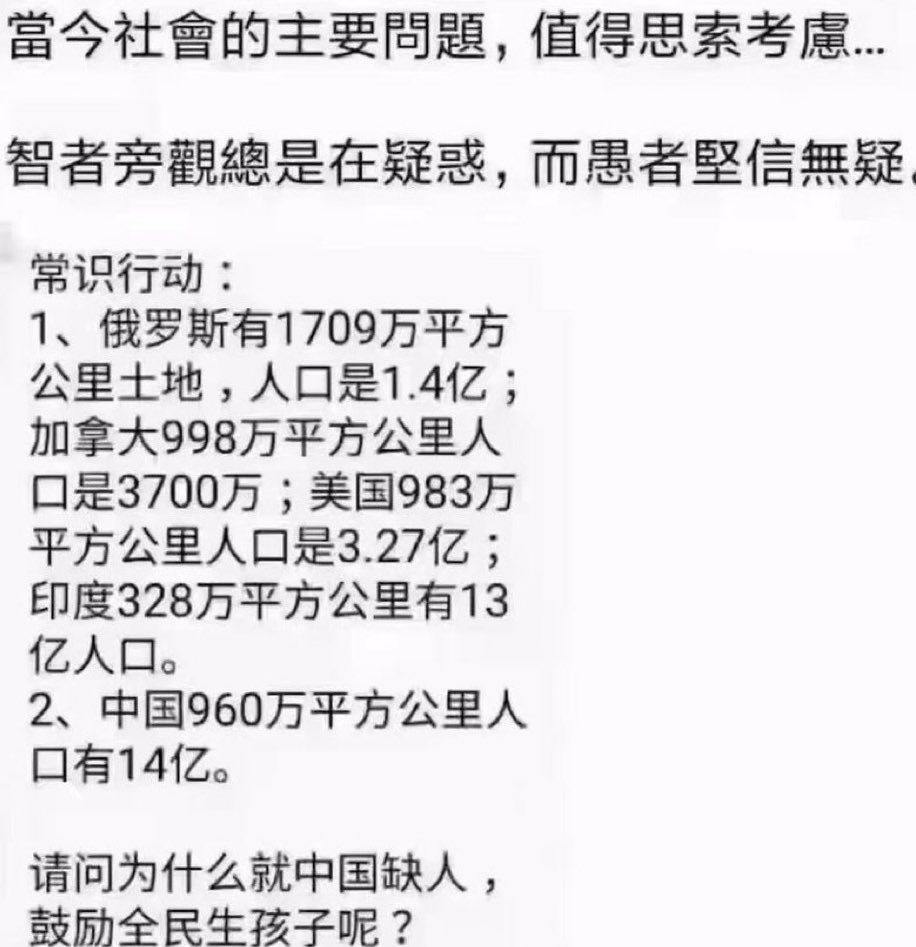 當今社會的主要問題，值得思索考慮...
智者旁觀總是在疑惑，而愚者堅信無疑.
常识行动：
1、俄罗斯有1709万平方
公里土地，人口是1.4亿；
加拿大998万平方公里人
口是3700万；美国983万
平方公里人口是3.27亿；
印度328万平方公里有13
亿人口。
2、中国960万平方公里人
口有14亿。
请问为什么就中国缺人，
鼓励全民生孩子呢？